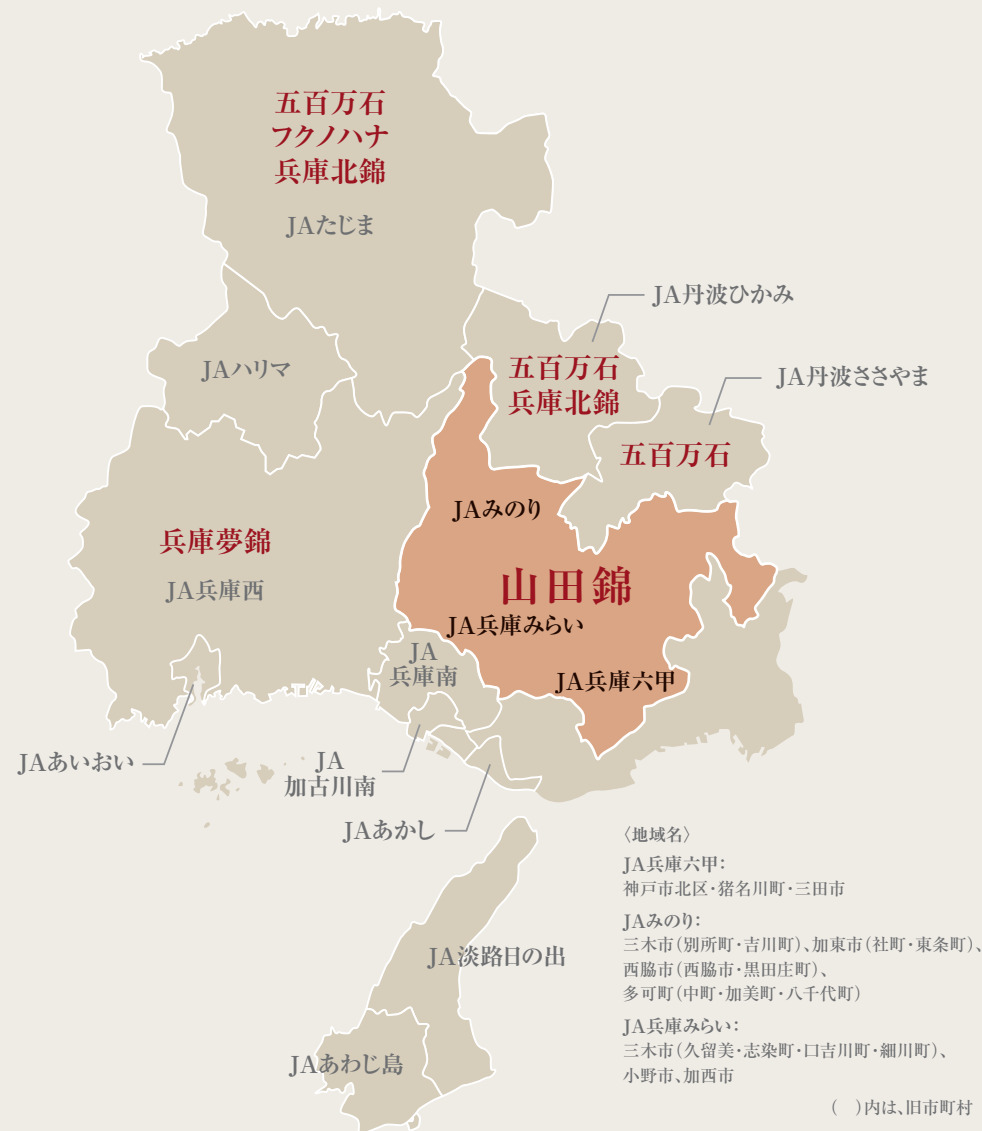 五百万石
フクノハナ
兵庫北錦
JAたじま
JA丹波ひかみ
JAハリマ
五百万石
兵庫北錦
JA丹波ささやま
五百万石
JAみのり
兵庫夢錦
JA兵庫西
山田錦
JA兵庫みらい
JA
兵庫南
JA兵庫六甲
JAあいおい
JA
加古川南
JAあかし
〈地域名〉
JA兵庫六甲:
神戸市北区・猪名川町・三田市
JAみのり:
三木市(別所町・吉川町)、加東市(社町・東条町)、
西脇市(西脇市・黒田庄町)、
多可町(中町・加美町・八千代町)
JA兵庫みらい:
三木市(久留美・志染町・口吉川町・細川町)、
小野市、加西市
(　)内は、旧市町村
JA淡路日の出
JAあわじ島